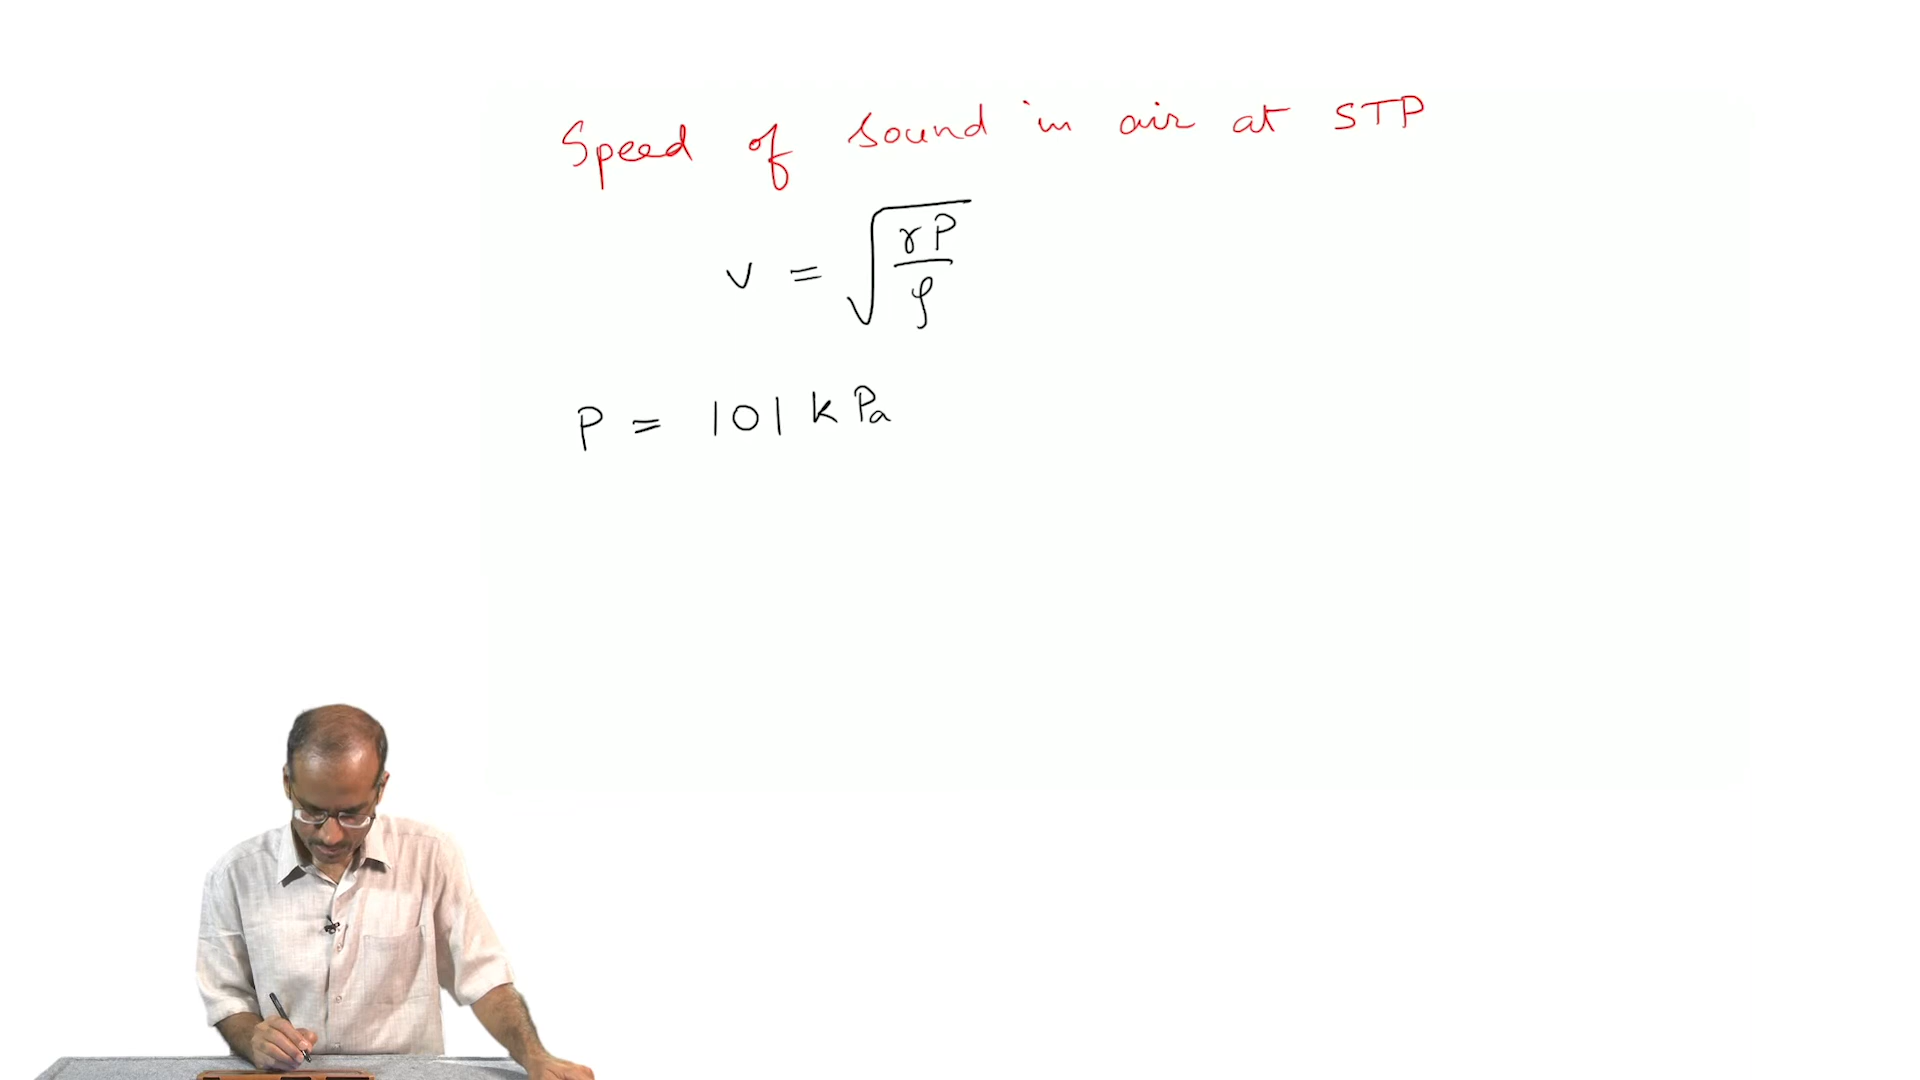 Speed of sound in air at STP
v = √(γP/ρ)
P = 101 kPa